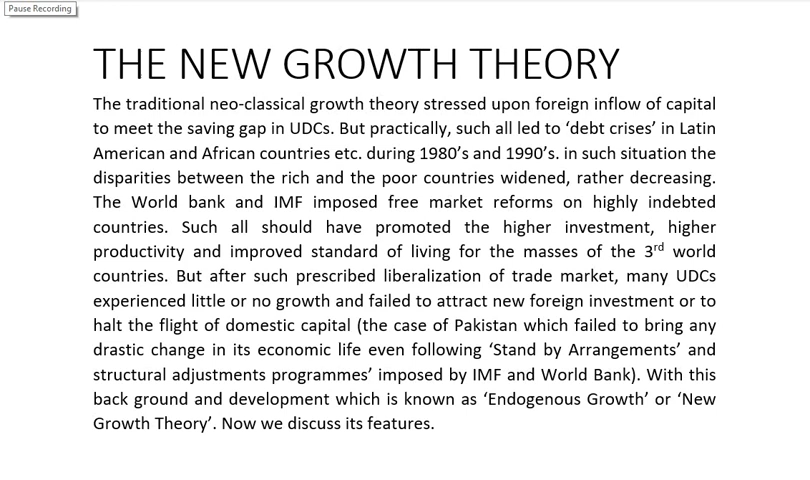 Pause Recording
THE NEW GROWTH THEORY
The traditional neo-classical growth theory stressed upon foreign inflow of capital
to meet the saving gap in UDCs. But practically, such all led to ‘debt crises’ in Latin
American and African countries etc. during 1980’s and 1990’s. in such situation the
disparities between the rich and the poor countries widened, rather decreasing.
The World bank and IMF imposed free market reforms on highly indebted
countries. Such all should have promoted the higher investment, higher
productivity and improved standard of living for the masses of the 3rd world
countries. But after such prescribed liberalization of trade market, many UDCs
experienced little or no growth and failed to attract new foreign investment or to
halt the flight of domestic capital (the case of Pakistan which failed to bring any
drastic change in its economic life even following ‘Stand by Arrangements’ and
structural adjustments programmes’ imposed by IMF and World Bank). With this
back ground and development which is known as ‘Endogenous Growth’ or ‘New
Growth Theory’. Now we discuss its features.